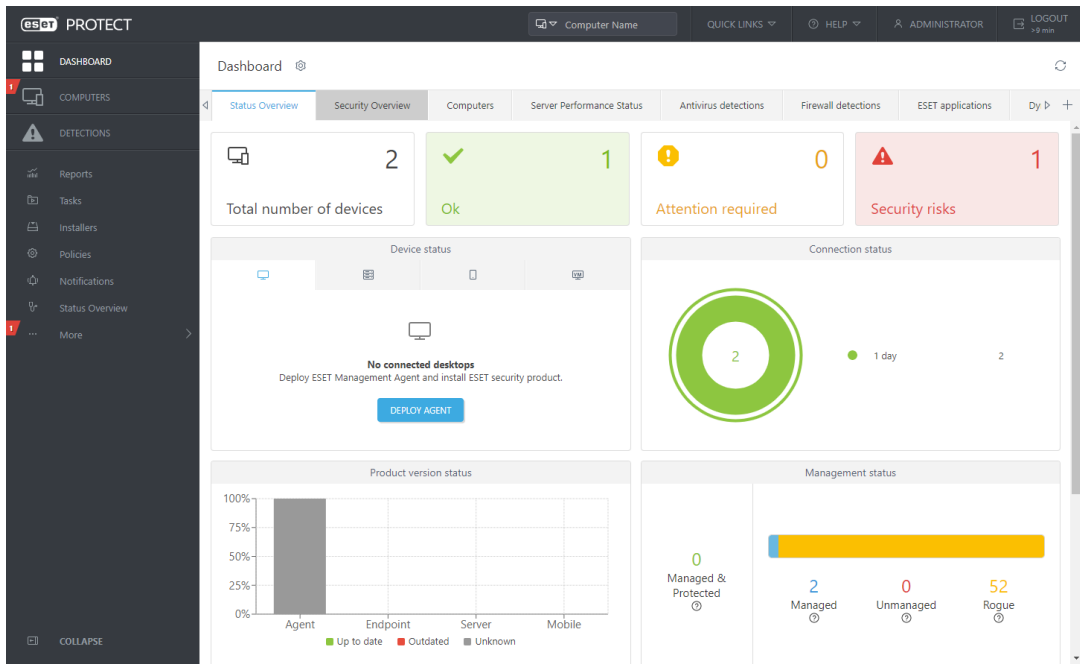 eset PROTECT
Computer Name
QUICK LINKS
HELP
ADMINISTRATOR
LOGOUT
>9 min
DASHBOARD
1
COMPUTERS
DETECTIONS
Reports
Tasks
Installers
Policies
Notifications
Status Overview
1
More
COLLAPSE
Dashboard
Status Overview
Security Overview
Computers
Server Performance Status
Antivirus detections
Firewall detections
ESET applications
Dy
2
Total number of devices
1
Ok
0
Attention required
1
Security risks
Device status
VM
No connected desktops
Deploy ESET Management Agent and install ESET security product.
DEPLOY AGENT
Connection status
2
1 day
2
Product version status
100%
75%
50%
25%
0%
Agent
Endpoint
Server
Mobile
Up to date
Outdated
Unknown
Management status
0
Managed &
Protected
2
Managed
0
Unmanaged
52
Rogue